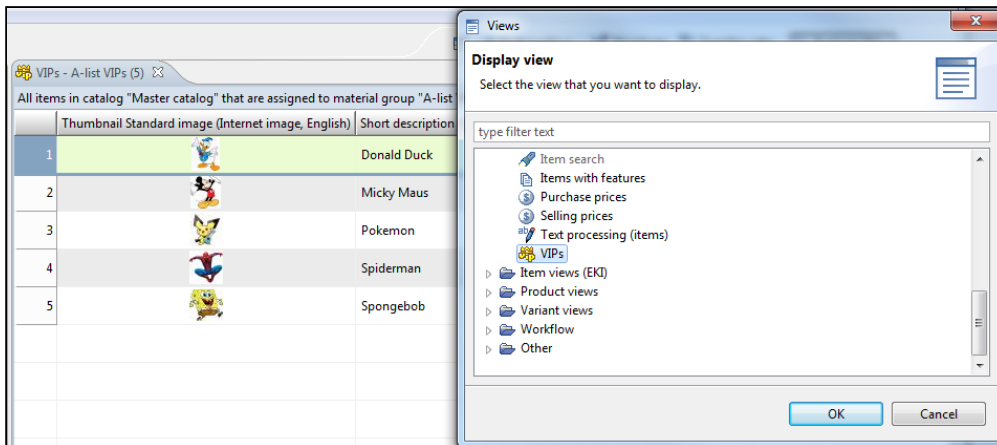 VIPs - A-list VIPs (5)
All items in catalog "Master catalog" that are assigned to material group "A-list
Thumbnail Standard image (Internet image, English) Short description
1 Donald Duck
2 Micky Maus
3 Pokemon
4 Spiderman
5 Spongebob
Views
Display view
Select the view that you want to display.
type filter text
Item search
Items with features
Purchase prices
Selling prices
Text processing (items)
VIPs
Item views (EKI)
Product views
Variant views
Workflow
Other
OK Cancel